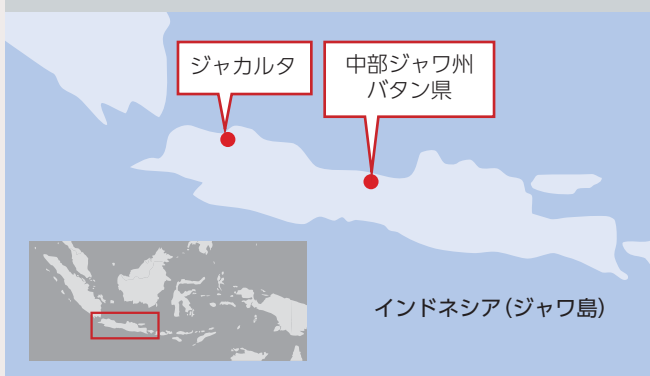 ジャカルタ
中部ジャワ州
バタン県
インドネシア(ジャワ島)